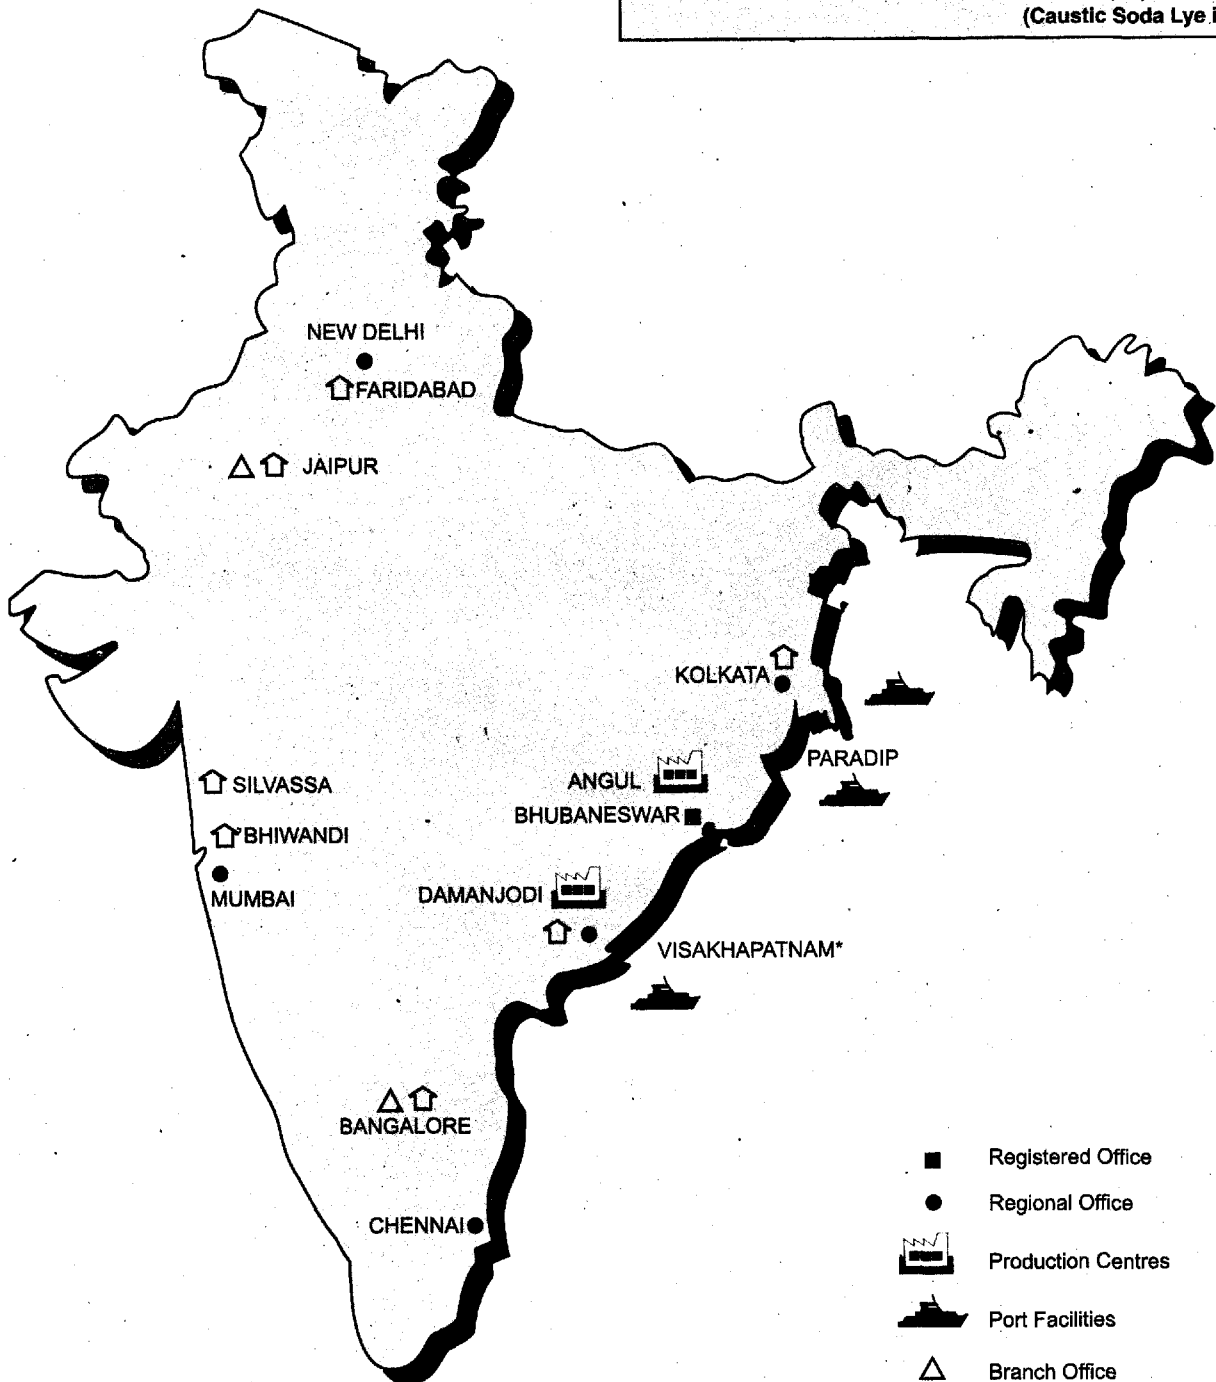 (Caustic Soda Lye i
NEW DELHI
FARIDABAD
JAIPUR
KOLKATA
PARADIP
ANGUL
SILVASSA
BHUBANESWAR
BHIWANDI
DAMANJODI
MUMBAI
VISAKHAPATNAM*
BANGALORE
CHENNAI
Registered Office
Regional Office
Production Centres
Port Facilities
Branch Office